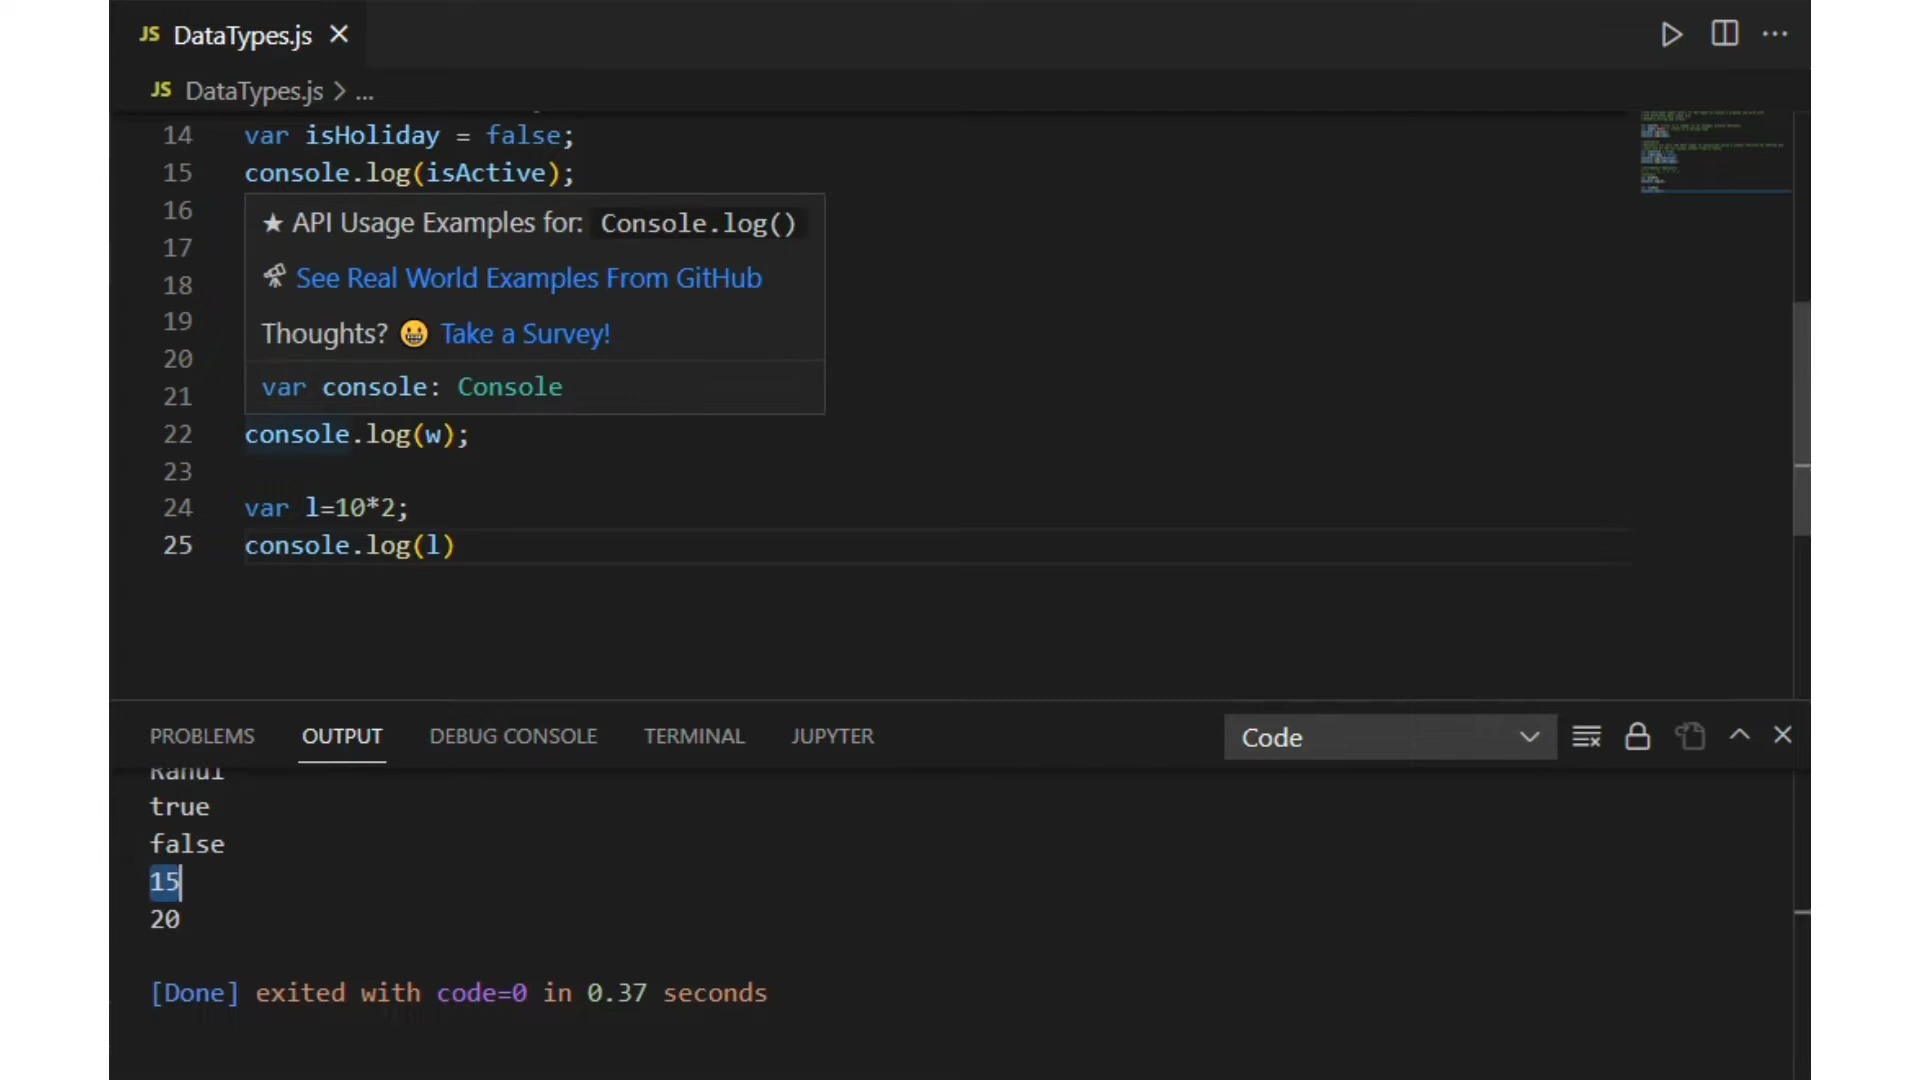 JS DataTypes.js
JS DataTypes.js > ...
14 var isHoliday = false;
15 console.log(isActive);
16
17
18
19
20
21
★ API Usage Examples for: Console.log()
See Real World Examples From GitHub
Thoughts? 😀 Take a Survey!
var console: Console
22 console.log(w);
23
24 var l=10*2;
25 console.log(l)
PROBLEMS OUTPUT DEBUG CONSOLE TERMINAL JUPYTER Code
Rahul
true
false
15
20
[Done] exited with code=0 in 0.37 seconds